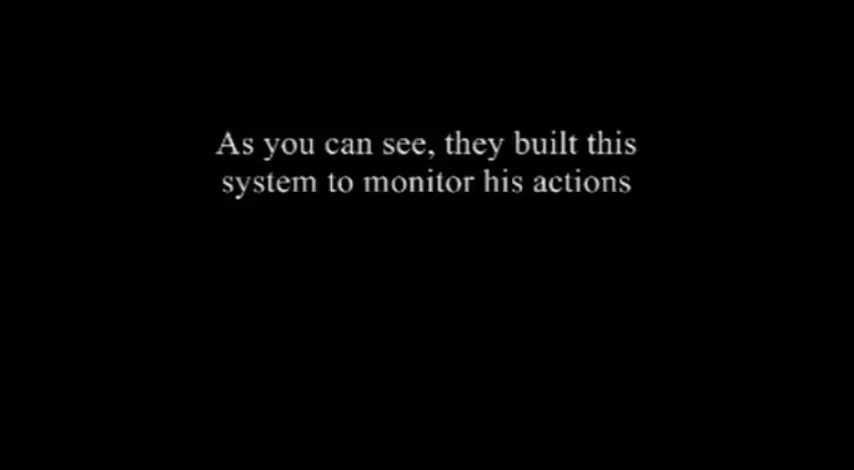 As you can see, they built this
system to monitor his actions